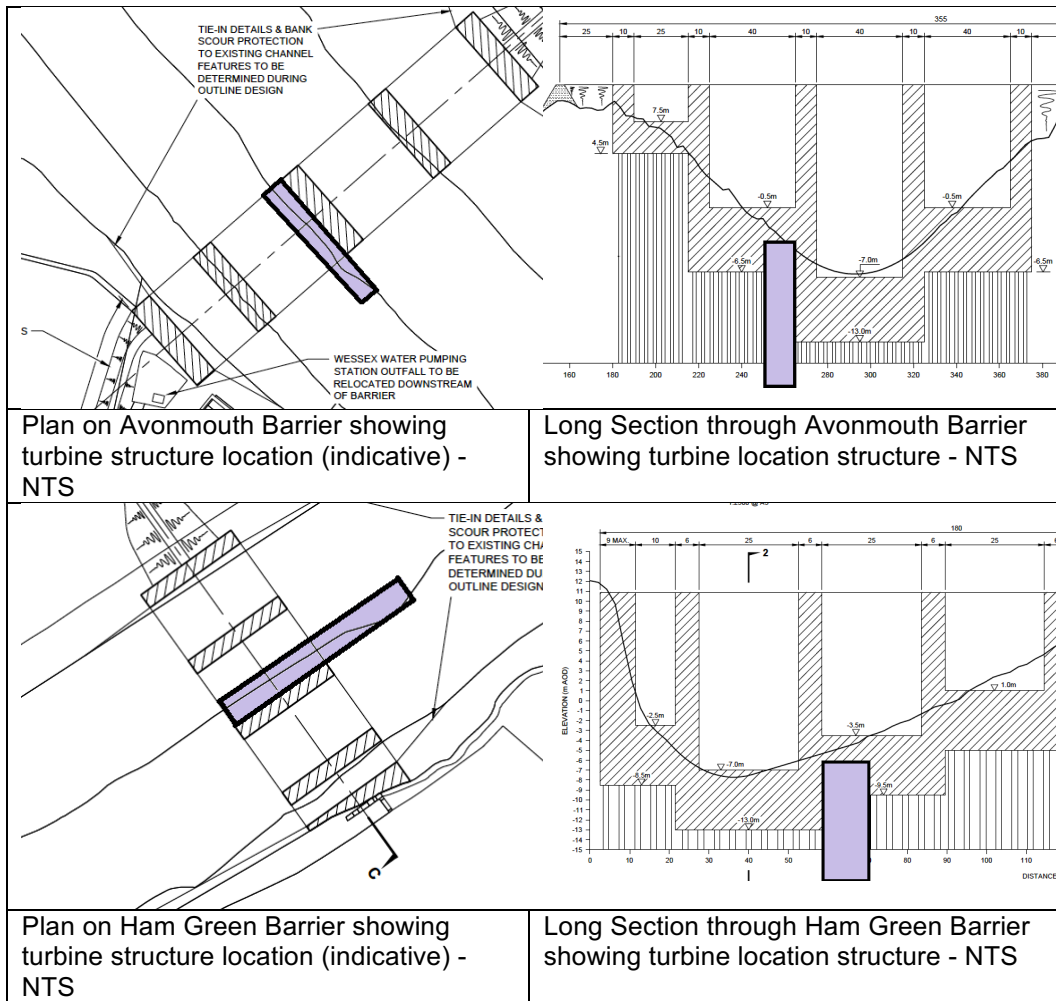 TIE-IN DETAILS & BANK
SCOUR PROTECTION
TO EXISTING CHANNEL
FEATURES TO BE
DETERMINED DURING
OUTLINE DESIGN
S
WESSEX WATER PUMPING
STATION OUTFALL TO BE
RELOCATED DOWNSTREAM
OF BARRIER
355
25 10 25 10 40 10 40 10 40 10
7.5m
4.5m
-0.5m
-0.5m
-6.5m
-7.0m
-6.5m
-13.0m
160 200 220 240 260 280 300 320 340 360 380
Plan on Avonmouth Barrier showing
turbine structure location (indicative) -
NTS
Long Section through Avonmouth Barrier
showing turbine location structure - NTS
TIE-IN DETAILS &
SCOUR PROTECT
TO EXISTING CHA
FEATURES TO BE
DETERMINED DU
OUTLINE DESIGN
C
180
9 MAX. 10 6 25 6 25 6 25 6
2
15
14
13
12
11
10
9
8
7
6
5
4
3
2
1
0
-1
-2
-3
-4
-5
-6
-7
-8
-9
-10
-11
-12
-13
-14
-15
ELEVATION (m AOD)
1.0m
-2.5m
-3.5m
-7.0m
-8.5m
-9.5m
-13.0m
0 10 20 30 40 50 60 70 80 90 100 110
DISTANCE
Plan on Ham Green Barrier showing
turbine structure location (indicative) -
NTS
Long Section through Ham Green Barrier
showing turbine location structure - NTS